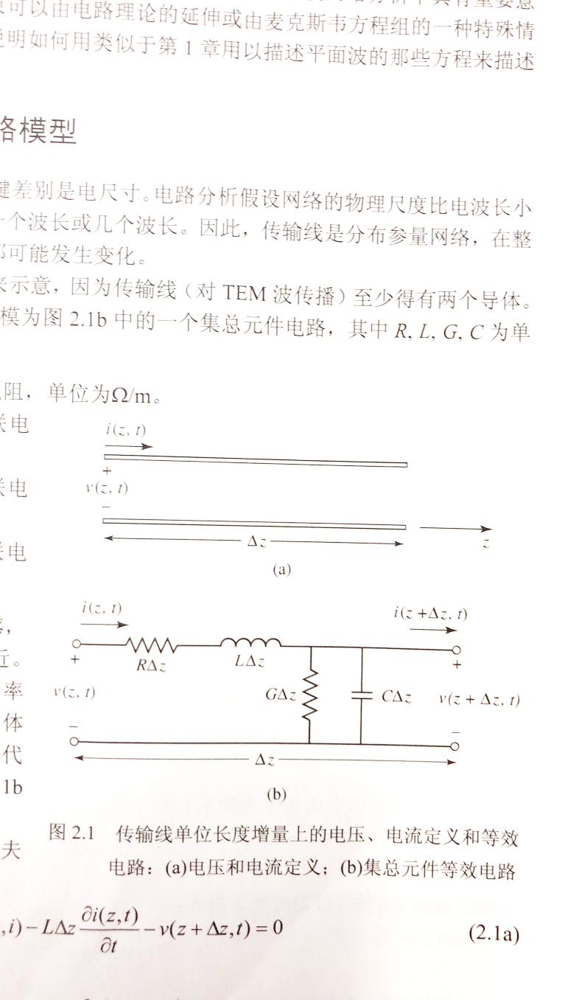 可以由电路理论的延伸或由麦克斯韦方程组的一种特殊情
明如何用类似于第 1 章用以描述平面波的那些方程来描述
路模型
键差别是电尺寸。电路分析假设网络的物理尺度比电波长小
一个波长或几个波长。因此，传输线是分布参量网络，在整
都可能发生变化。
来示意，因为传输线（对 TEM 波传播）至少得有两个导体。
模为图 2.1b 中的一个集总元件电路，其中 R, L, G, C 为单
阻，单位为Ω/m。
联电
i(z, t)
+
联电
v(z, t)
−
z
Δz
联电
(a)
i(z, t)
i(z +Δz, t)
RΔz
LΔz
+
+
近。
率
v(z, t)
GΔz
CΔz
v(z + Δz, t)
体
−
−
代
Δz
1b
(b)
图 2.1 传输线单位长度增量上的电压、电流定义和等效
夫
电路：(a)电压和电流定义；(b)集总元件等效电路
,i) − LΔz ∂i(z,t)/∂t − v(z + Δz,t) = 0 (2.1a)